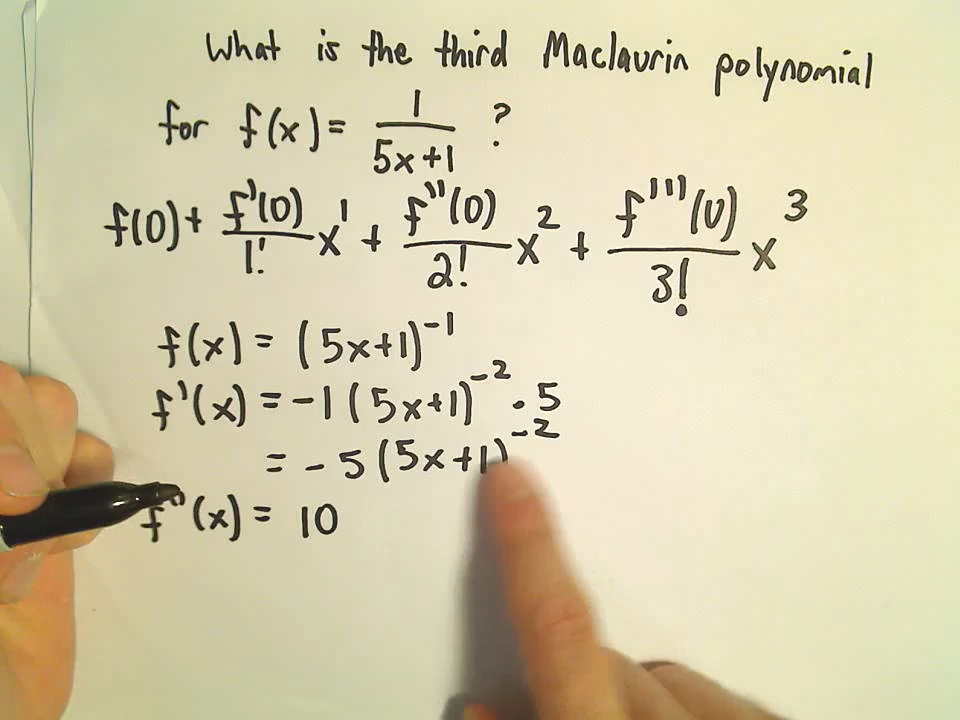 What is the third Maclaurin polynomial
for f(x) = 1/(5x+1) ?
f(0) + f'(0)/1! x^1 + f''(0)/2! x^2 + f'''(0)/3! x^3
f(x) = (5x+1)^-1
f'(x) = -1(5x+1)^-2 · 5
= -5(5x+1)^-2
f''(x) = 10